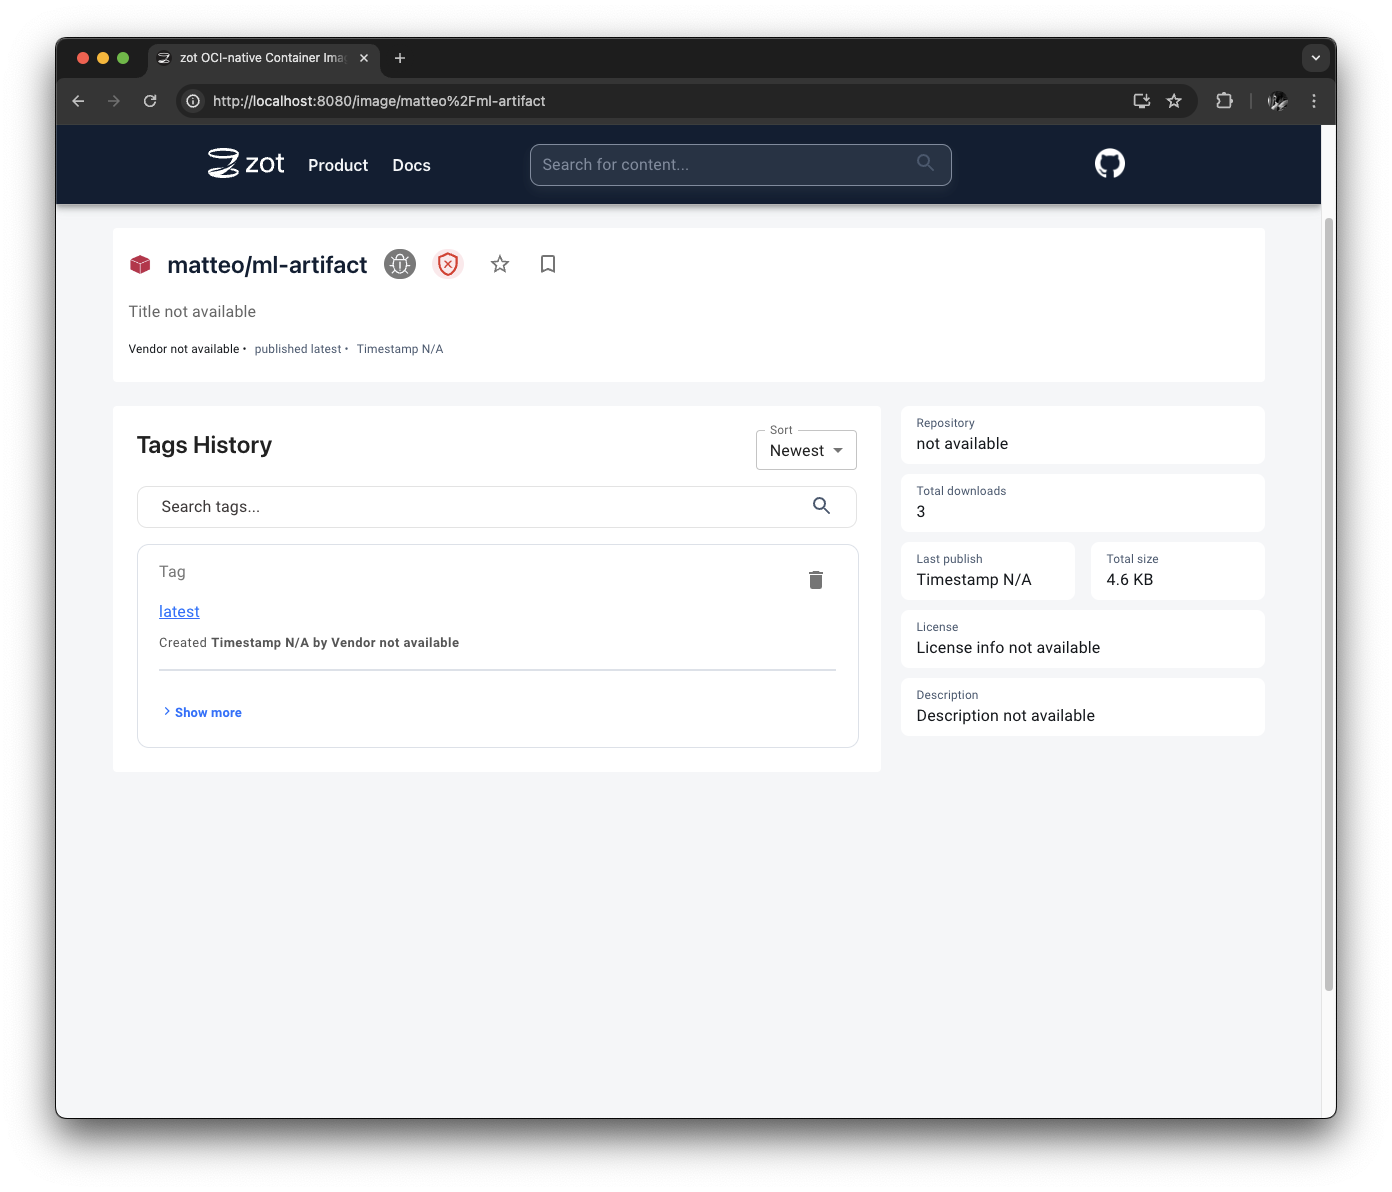 zot OCI-native Container Ima
http://localhost:8080/image/matteo%2Fml-artifact
zot Product Docs Search for content...
matteo/ml-artifact
Title not available
Vendor not available • published latest • Timestamp N/A
Tags History
Sort
Newest
Search tags...
Tag
latest
Created Timestamp N/A by Vendor not available
Show more
Repository
not available
Total downloads
3
Last publish
Timestamp N/A
Total size
4.6 KB
License
License info not available
Description
Description not available